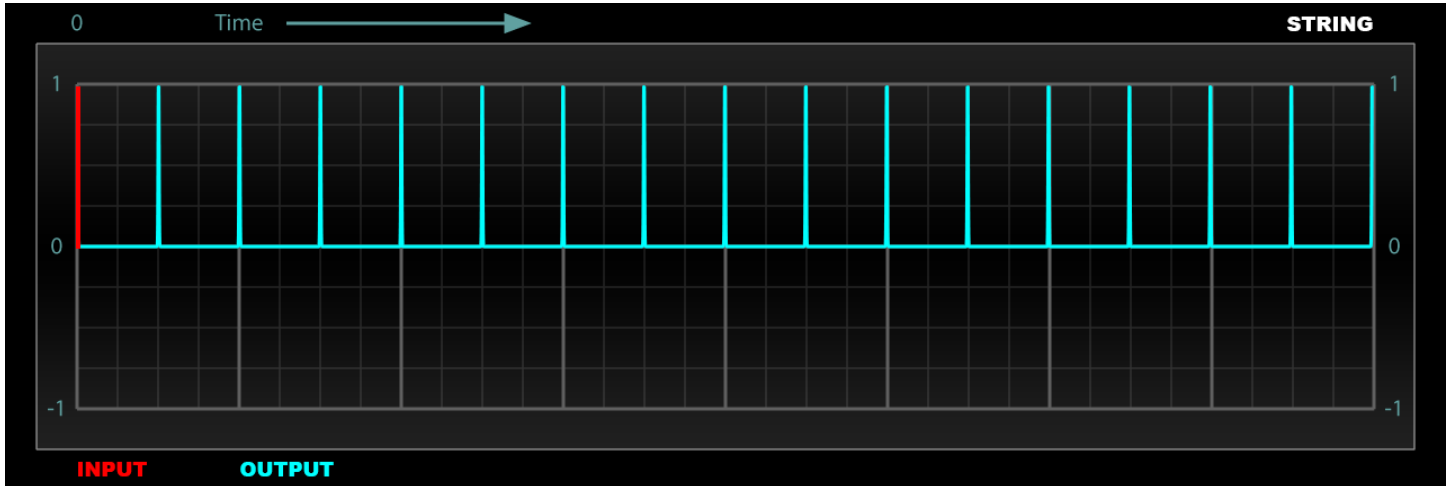 0 Time STRING
1 1
0 0
-1 -1
INPUT OUTPUT